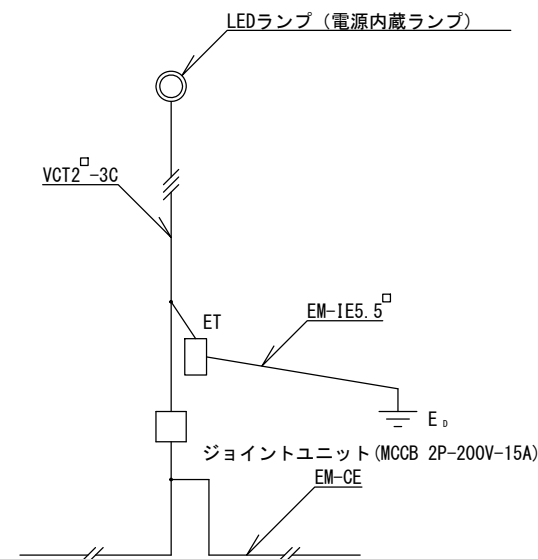 LEDランプ（電源内蔵ランプ）
VCT2□-3C
ET
EM-IE5.5□
ED
ジョイントユニット(MCCB 2P-200V-15A)
EM-CE